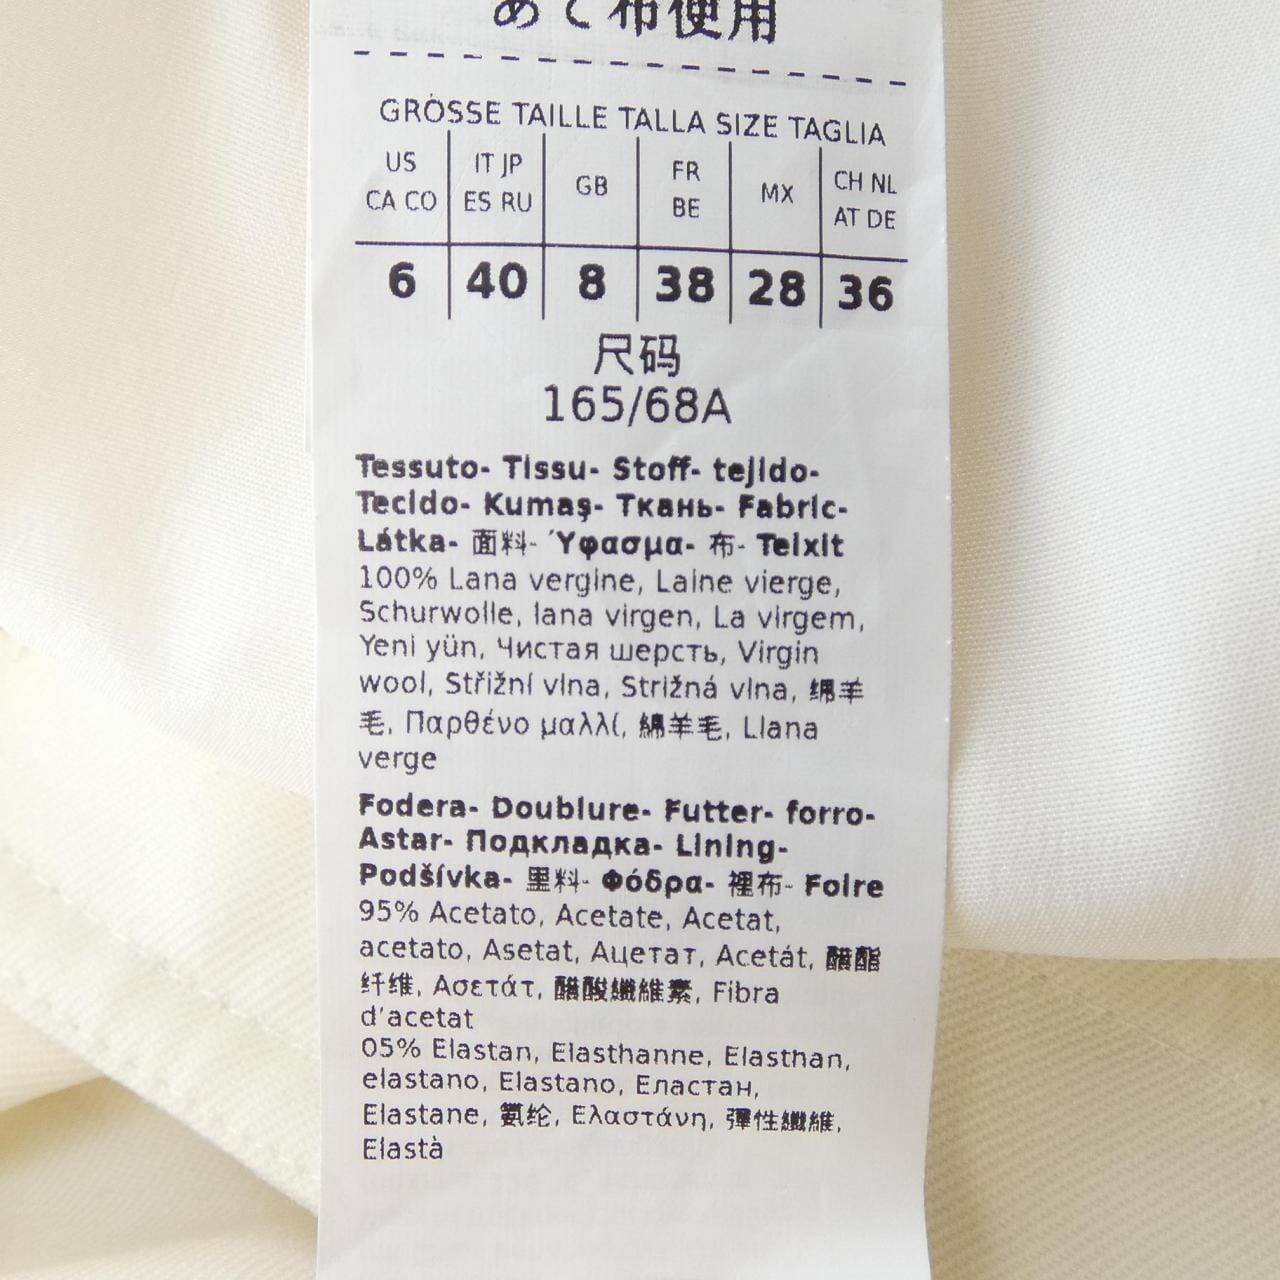 あて布使用
GRÖSSE TAILLE TALLA SIZE TAGLIA
US CA CO | IT JP ES RU | GB | FR BE | MX | CH NL AT DE
6 | 40 | 8 | 38 | 28 | 36
尺码
165/68A
Tessuto- Tissu- Stoff- tejido-
Tecido- Kumaş- Ткань- Fabric-
Látka- 面料- Ύφασμα- 布- Teixit
100% Lana vergine, Laine vierge,
Schurwolle, lana virgen, La virgem,
Yeni yün, Чистая шерсть, Virgin
wool, Střižní vlna, Strižná vlna, 绵羊
毛, Παρθένο μαλλί, 綿羊毛, Llana
verge
Fodera- Doublure- Futter- forro-
Astar- Подкладка- Lining-
Podšívka- 里料- Φόδρα- 裡布- Folre
95% Acetato, Acetate, Acetat,
acetato, Asetat, Ацетат, Acetát, 醋酯
纤维, Ασετάτ, 醋酸纖維素, Fibra
d'acetat
05% Elastan, Elasthanne, Elasthan,
elastano, Elastano, Еластан,
Elastane, 氨纶, Ελαστάνη, 彈性纖維,
Elastà